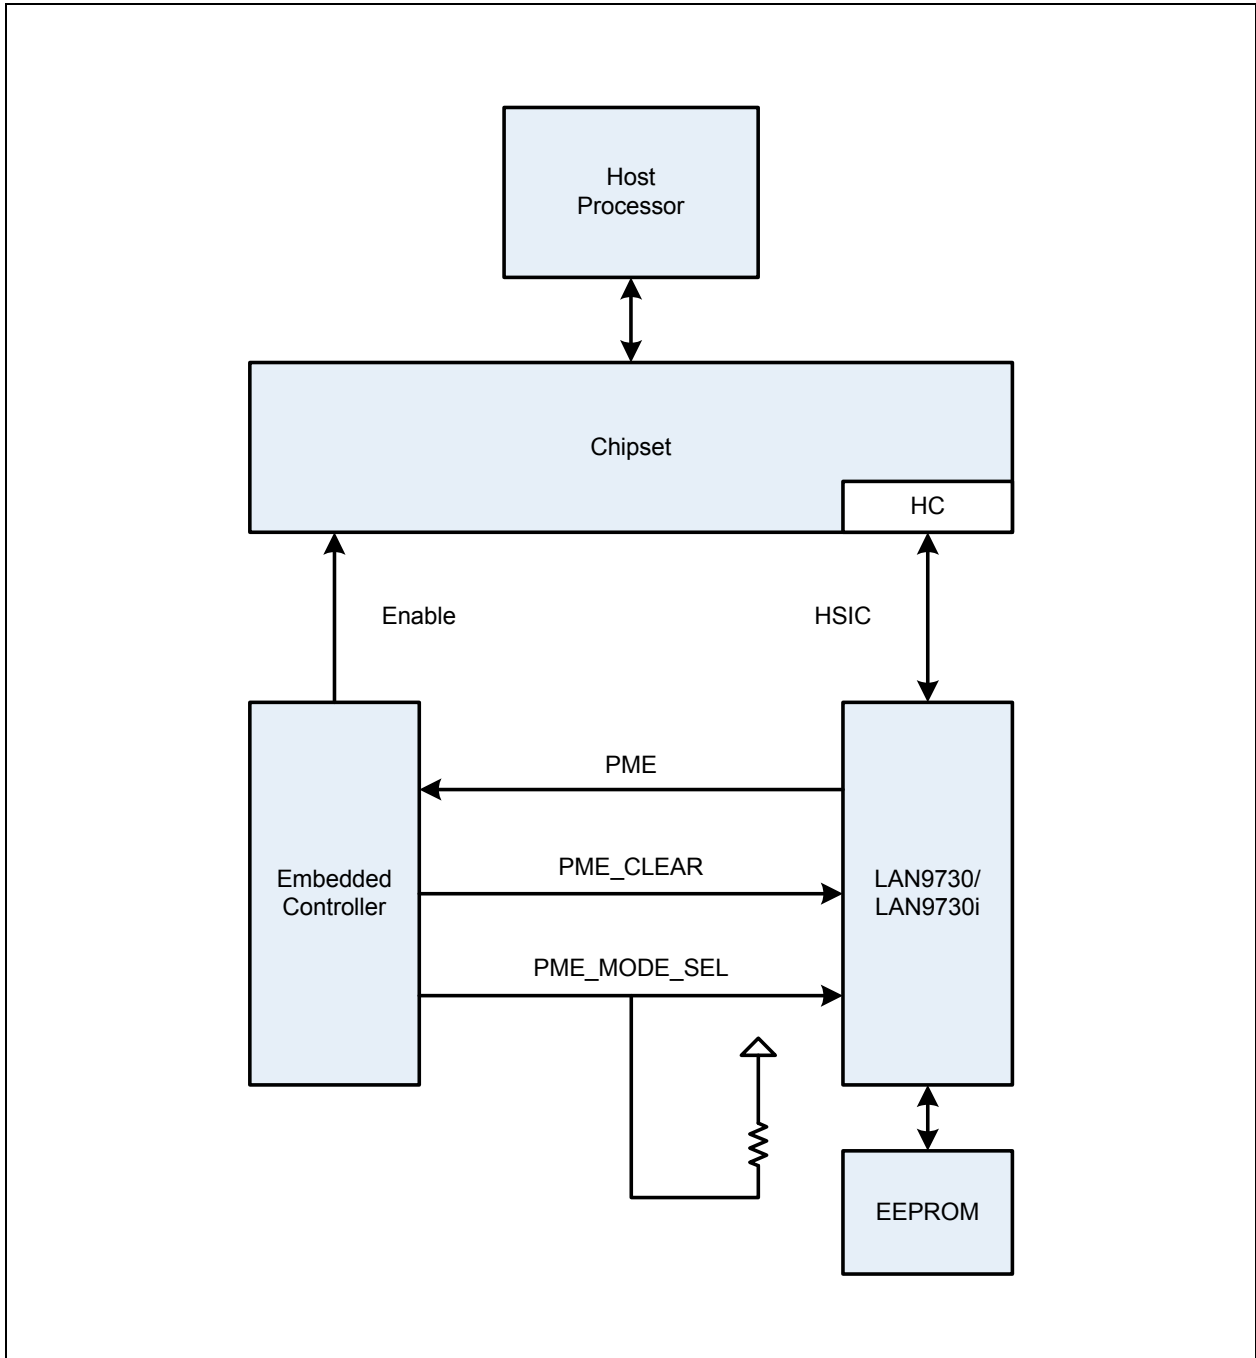 Host
Processor
Chipset
HC
Enable
HSIC
PME
PME_CLEAR
Embedded
Controller
LAN9730/
LAN9730i
PME_MODE_SEL
EEPROM